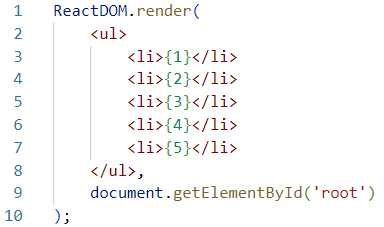 1 ReactDOM.render(
2     <ul>
3         <li>{1}</li>
4         <li>{2}</li>
5         <li>{3}</li>
6         <li>{4}</li>
7         <li>{5}</li>
8     </ul>,
9     document.getElementById('root')
10 );